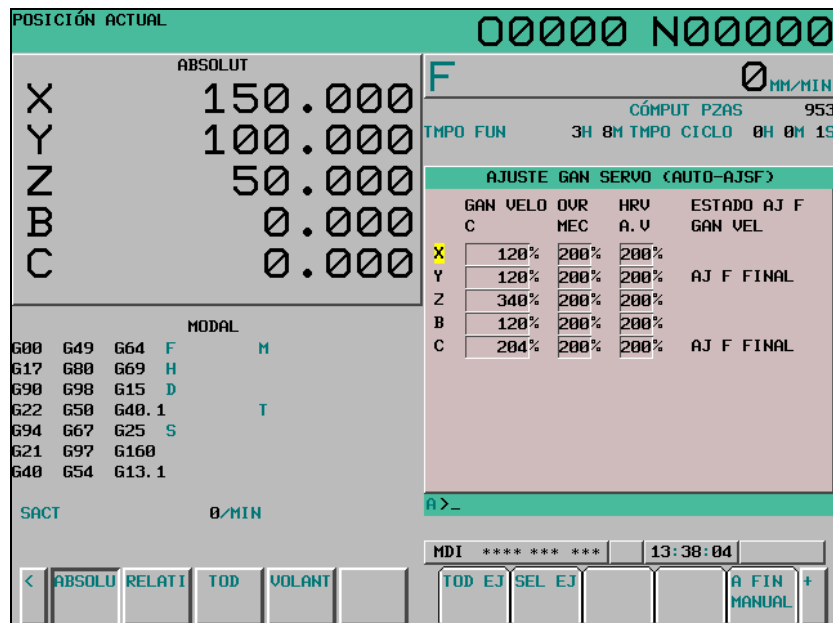 POSICIÓN ACTUAL
O0000 N00000
ABSOLUT
X 150.000
Y 100.000
Z 50.000
B 0.000
C 0.000
F 0 MM/MIN
CÓMPUT PZAS 953
TMPO FUN 3H 8M TMPO CICLO 0H 0M 1S
AJUSTE GAN SERVO (AUTO-AJSF)
GAN VELO OVR HRV ESTADO AJ F
C MEC A.V GAN VEL
X 120% 200% 200%
Y 120% 200% 200% AJ F FINAL
Z 340% 200% 200%
B 120% 200% 200%
C 204% 200% 200% AJ F FINAL
MODAL
G00 G49 G64 F M
G17 G80 G69 H
G90 G98 G15 D
G22 G50 G40.1 T
G94 G67 G25 S
G21 G97 G160
G40 G54 G13.1
SACT 0/MIN
A>_
MDI **** *** *** 13:38:04
< ABSOLU RELATI TOD VOLANT
TOD EJ SEL EJ A FIN MANUAL +